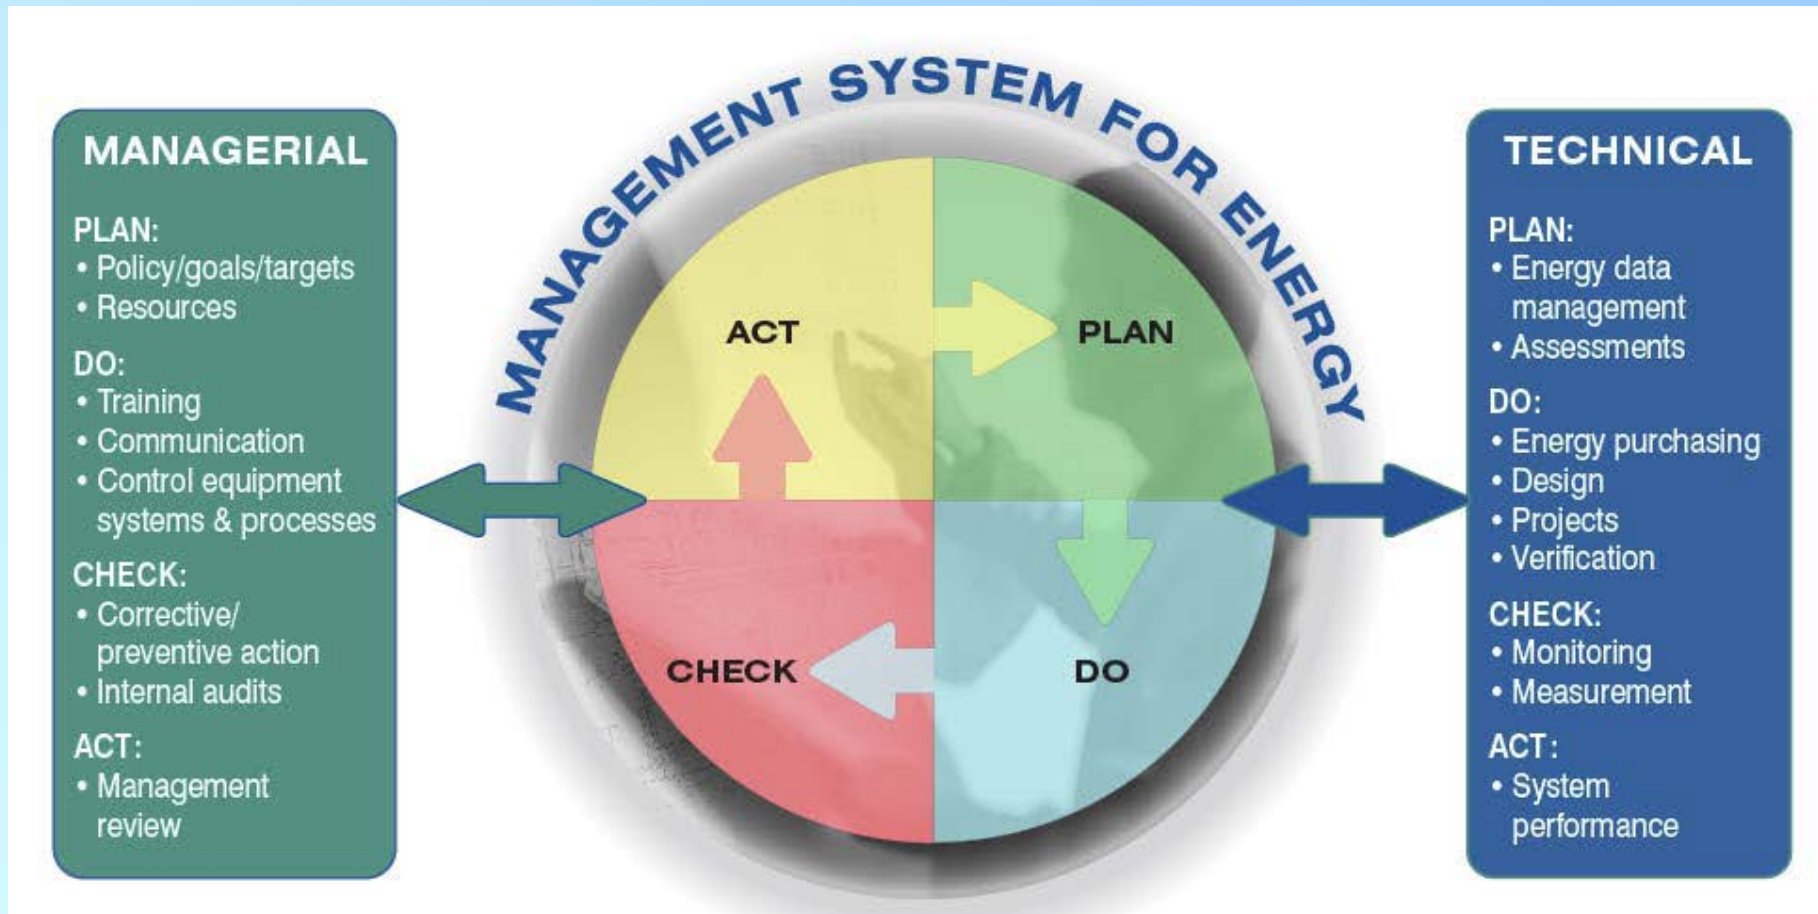 MANAGEMENT SYSTEM FOR ENERGY
MANAGERIAL
PLAN:
• Policy/goals/targets
• Resources
DO:
• Training
• Communication
• Control equipment
systems & processes
CHECK:
• Corrective/
preventive action
• Internal audits
ACT:
• Management
review
ACT
PLAN
CHECK
DO
TECHNICAL
PLAN:
• Energy data
management
• Assessments
DO:
• Energy purchasing
• Design
• Projects
• Verification
CHECK:
• Monitoring
• Measurement
ACT:
• System
performance